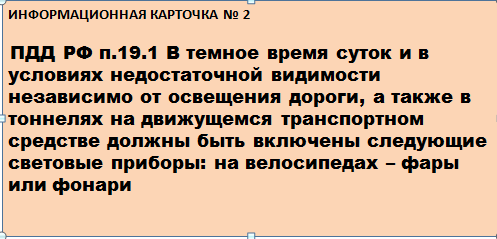 ИНФОРМАЦИОННАЯ КАРТОЧКА № 2
ПДД РФ п.19.1 В темное время суток и в
условиях недостаточной видимости
независимо от освещения дороги, а также в
тоннелях на движущемся транспортном
средстве должны быть включены следующие
световые приборы: на велосипедах – фары
или фонари